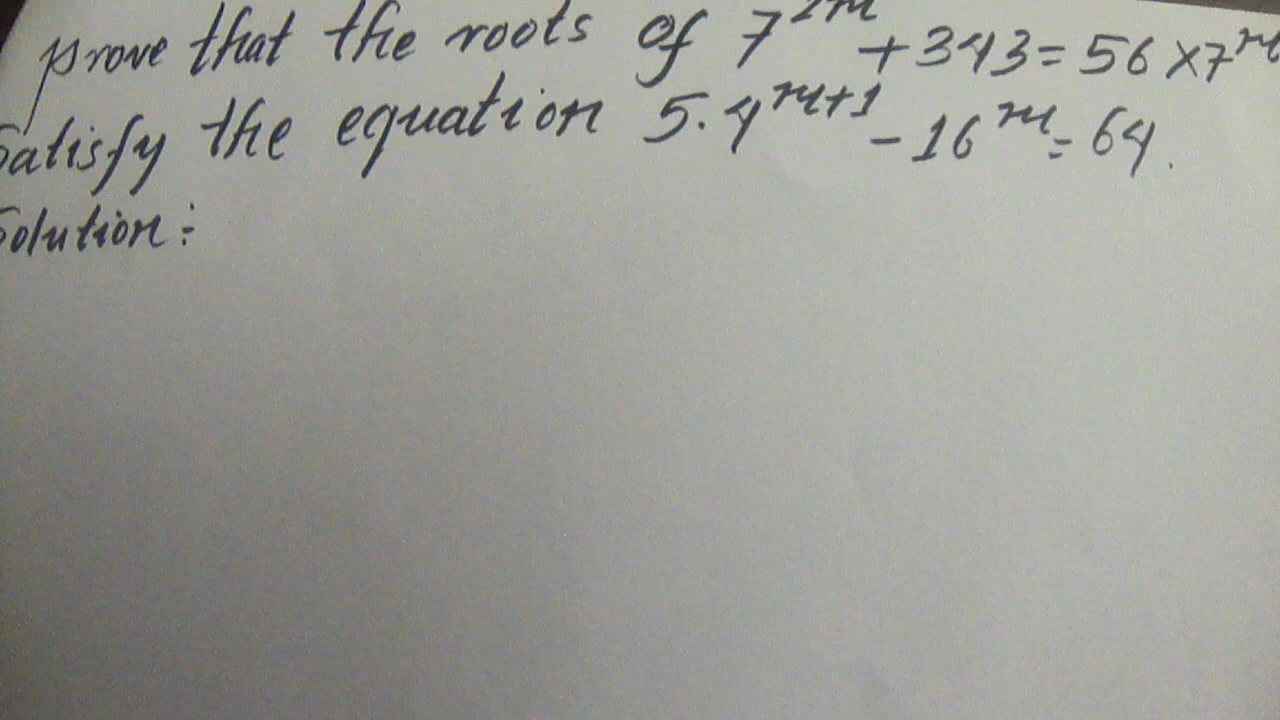 prove that the roots of 7^2x + 343 = 56 × 7^x
Satisfy the equation 5.4^x+1 - 16^x = 64.
Solution :